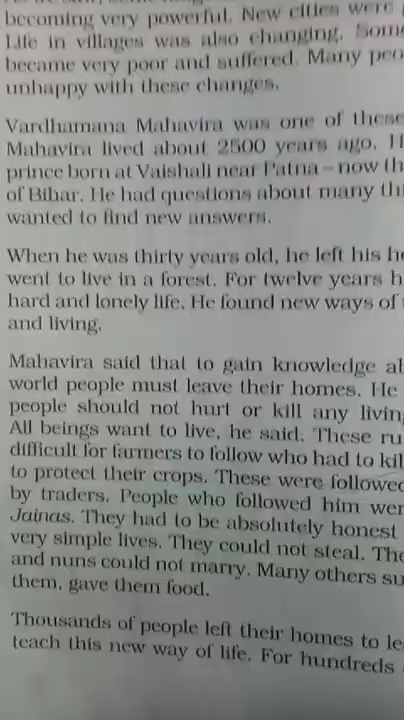 becoming very powerful. New cities were
Life in villages was also changing. Some
became very poor and suffered. Many peo
unhappy with these changes.
Vardhamana Mahavira was one of these
Mahavira lived about 2500 years ago. H
prince born at Vaishali near Patna – now th
of Bihar. He had questions about many thi
wanted to find new answers.
When he was thirty years old, he left his ho
went to live in a forest. For twelve years h
hard and lonely life. He found new ways of
and living.
Mahavira said that to gain knowledge ab
world people must leave their homes. He
people should not hurt or kill any living
All beings want to live, he said. These ru
difficult for farmers to follow who had to kil
to protect their crops. These were followed
by traders. People who followed him wer
Jainas. They had to be absolutely honest
very simple lives. They could not steal. The
and nuns could not marry. Many others su
them, gave them food.
Thousands of people left their homes to le
teach this new way of life. For hundreds